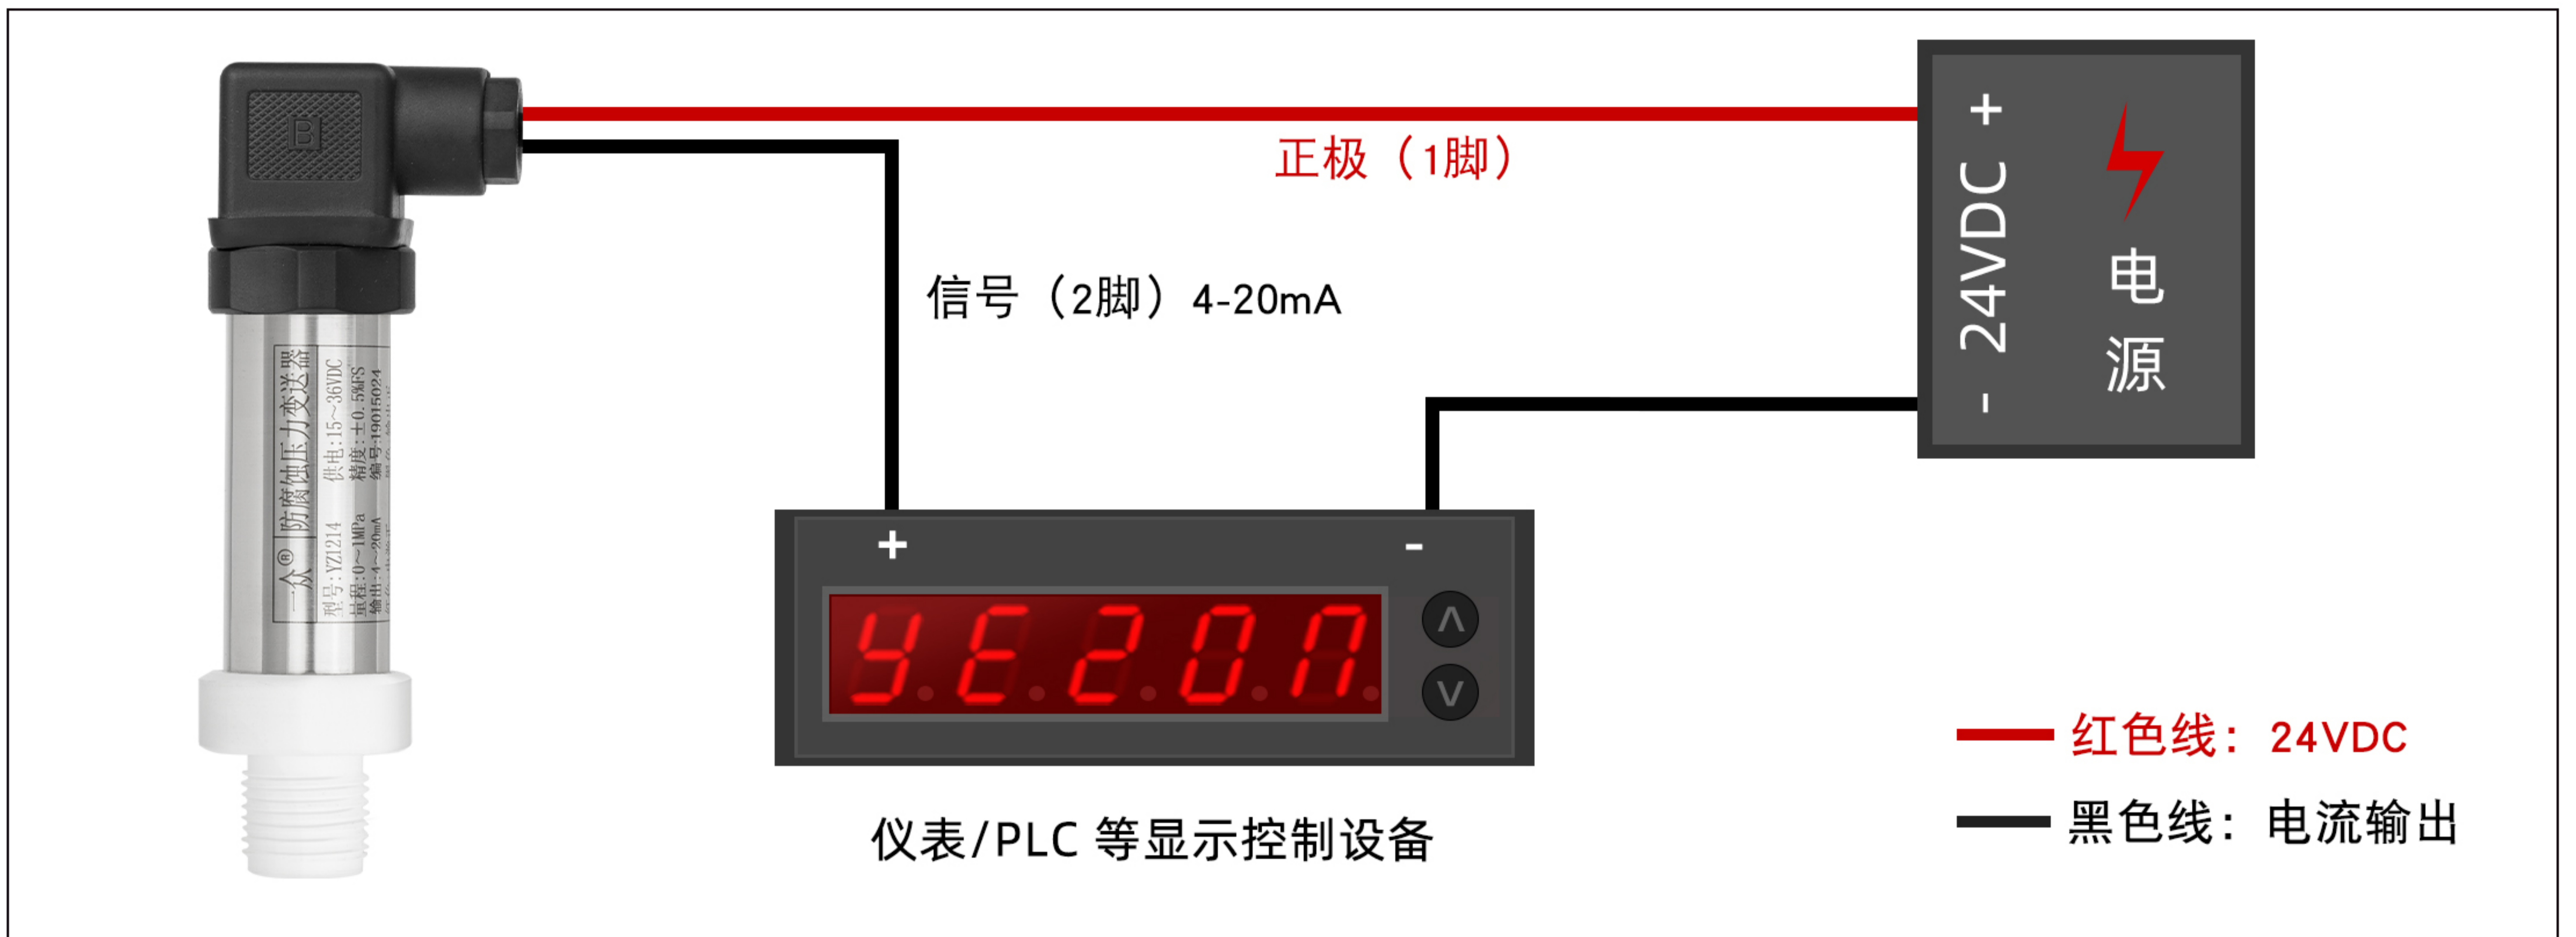 B
正极（1脚）
信号（2脚）4-20mA
- 24VDC +
电源
一众® 防腐蚀压力变送器
型号:YZ1214 供电:15～36VDC
量程:0～1MPa 精度:±0.5%FS
输出:4～20mA 编号:19015024
+ -
仪表/PLC 等显示控制设备
红色线：24VDC
黑色线：电流输出